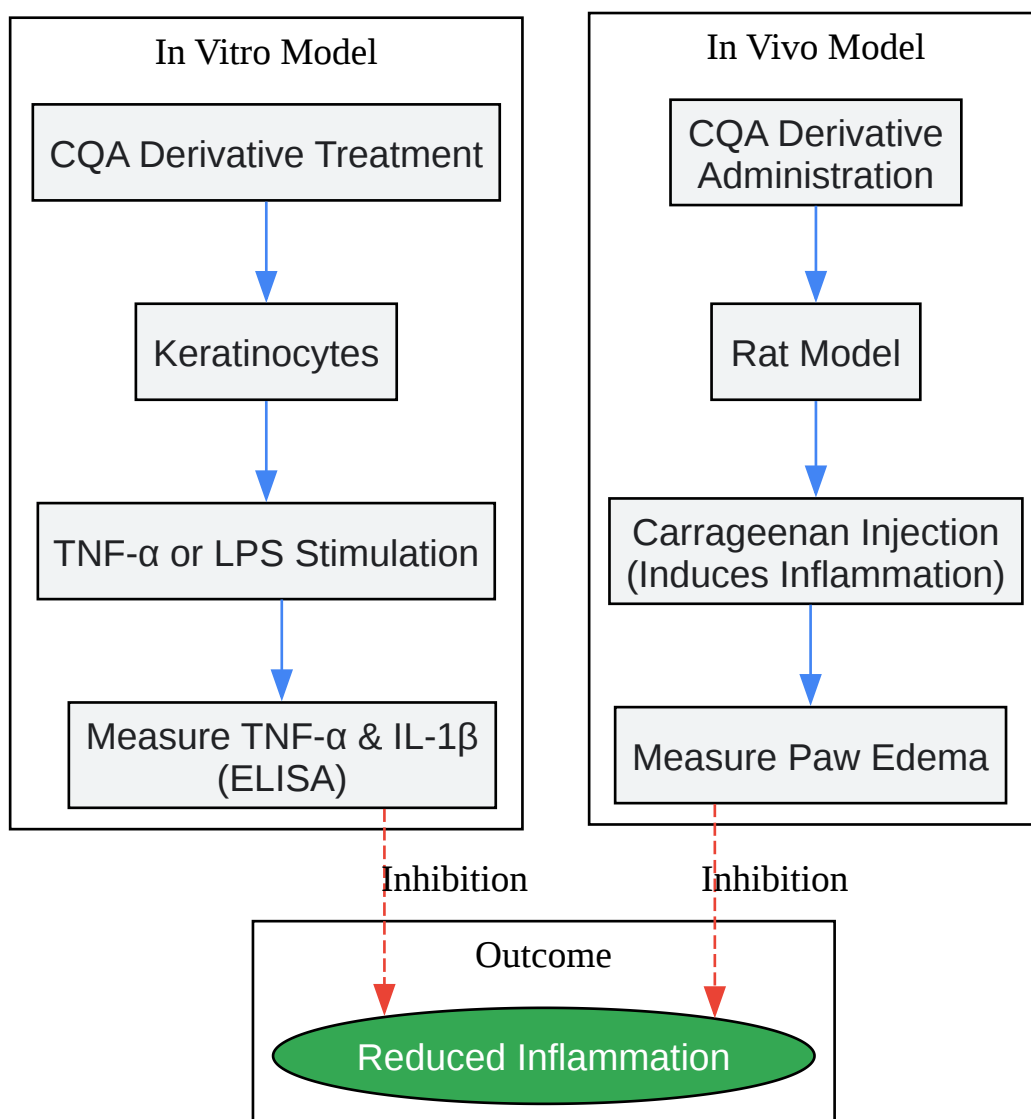 In Vitro Model
CQA Derivative Treatment
Keratinocytes
TNF-α or LPS Stimulation
Measure TNF-α & IL-1β
(ELISA)
Inhibition
In Vivo Model
CQA Derivative
Administration
Rat Model
Carrageenan Injection
(Induces Inflammation)
Measure Paw Edema
Inhibition
Outcome
Reduced Inflammation